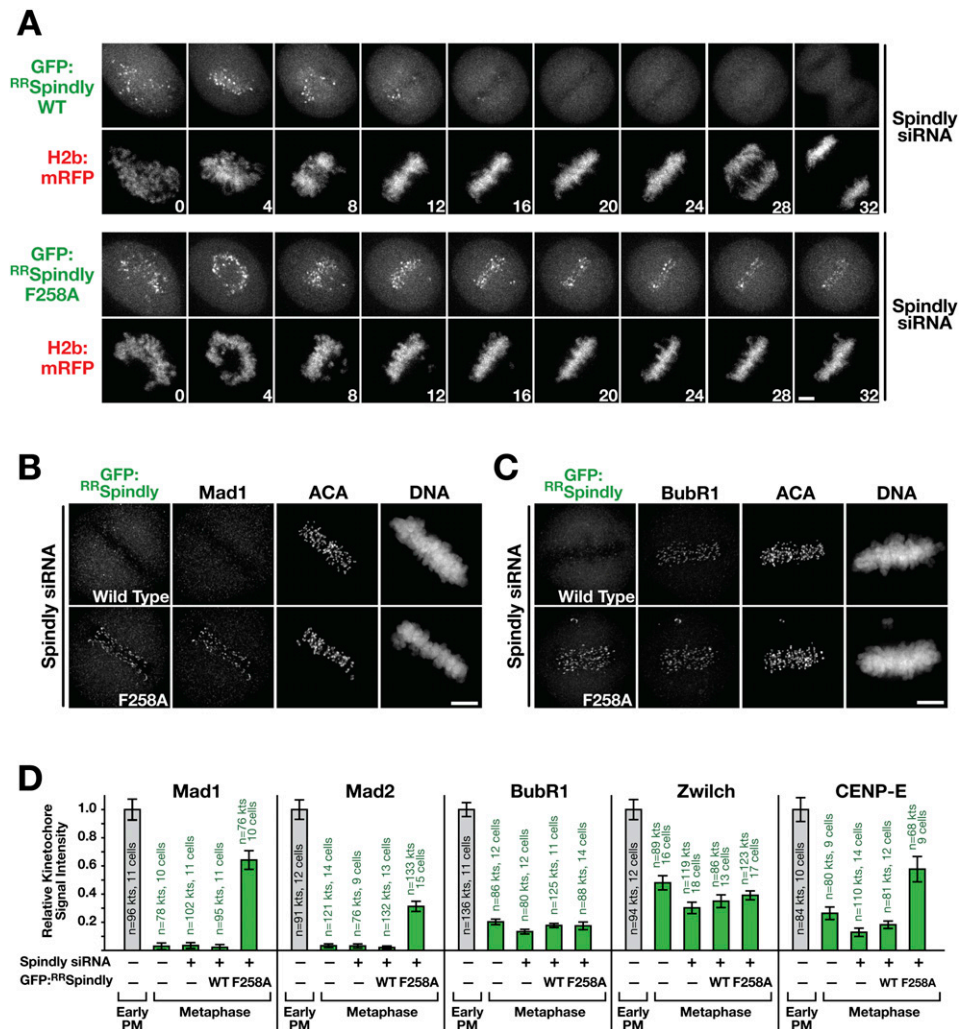 A
GFP:
RRSpindly
WT
H2b:
mRFP
0 4 8 12 16 20 24 28 32
Spindly
siRNA
GFP:
RRSpindly
F258A
H2b:
mRFP
0 4 8 12 16 20 24 28 32
Spindly
siRNA
B
GFP:
RRSpindly
Mad1
ACA
DNA
Spindly siRNA
Wild Type
F258A
C
GFP:
RRSpindly
BubR1
ACA
DNA
Spindly siRNA
Wild Type
F258A
D
Relative Kinetochore
Signal Intensity
1.0
0.8
0.6
0.4
0.2
Mad1
n=96 kts, 11 cells
n=78 kts, 10 cells
n=102 kts, 11 cells
n=95 kts, 11 cells
n=76 kts
10 cells
Mad2
n=91 kts, 12 cells
n=121 kts, 14 cells
n=76 kts, 9 cells
n=132 kts, 13 cells
n=133 kts
15 cells
BubR1
n=136 kts, 11 cells
n=86 kts, 12 cells
n=80 kts, 12 cells
n=125 kts, 11 cells
n=88 kts, 14 cells
Zwilch
n=94 kts, 12 cells
n=89 kts
16 cells
n=119 kts
18 cells
n=86 kts
13 cells
n=123 kts
17 cells
CENP-E
n=84 kts, 10 cells
n=80 kts, 9 cells
n=110 kts, 14 cells
n=81 kts, 12 cells
n=68 kts
9 cells
Spindly siRNA – – + + + – – + + + – – + + + – – + + + – – + + +
GFP:RRSpindly – – – WT F258A – – – WT F258A – – – WT F258A – – – WT F258A – – – WT F258A
Early
PM
Metaphase
Early
PM
Metaphase
Early
PM
Metaphase
Early
PM
Metaphase
Early
PM
Metaphase